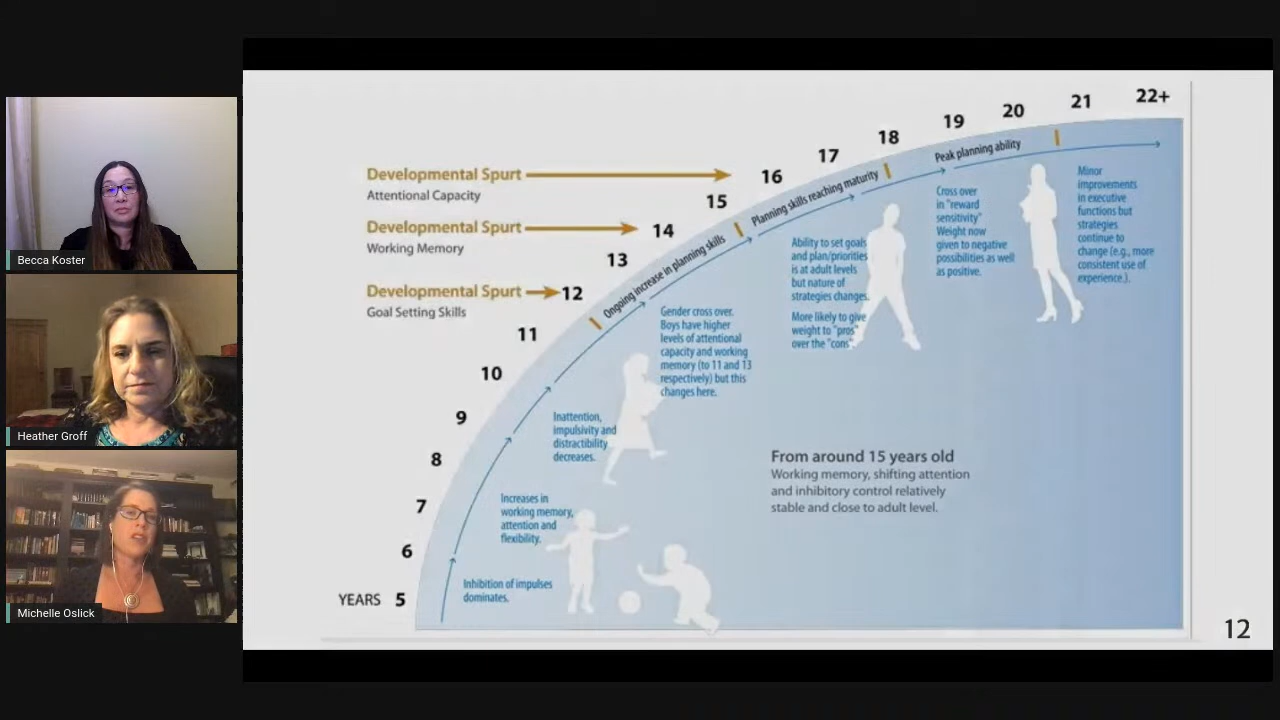 Becca Koster
Heather Groff
Michelle Oslick
Developmental Spurt
Attentional Capacity
Developmental Spurt
Working Memory
Developmental Spurt
Goal Setting Skills
YEARS 5
6
7
8
9
10
11
12
13
14
15
16
17
18
19
20
21
22+
Ongoing increase in planning skills
Planning skills reaching maturity
Peak planning ability
Inhibition of impulses
dominates.
Increases in
working memory,
attention and
flexibility.
Inattention,
impulsivity and
distractibility
decreases.
Gender cross over.
Boys have higher
levels of attentional
capacity and working
memory (to 11 and 13
respectively) but this
changes here.
Ability to set goals
and plan/priorities
is at adult levels
but nature of
strategies changes.
More likely to give
weight to "pros"
over the "cons".
Cross over
in "reward
sensitivity"
Weight now
given to negative
possibilities as well
as positive.
Minor
improvements
in executive
functions but
strategies
continue to
change (e.g., more
consistent use of
experience.).
From around 15 years old
Working memory, shifting attention
and inhibitory control relatively
stable and close to adult level.
12